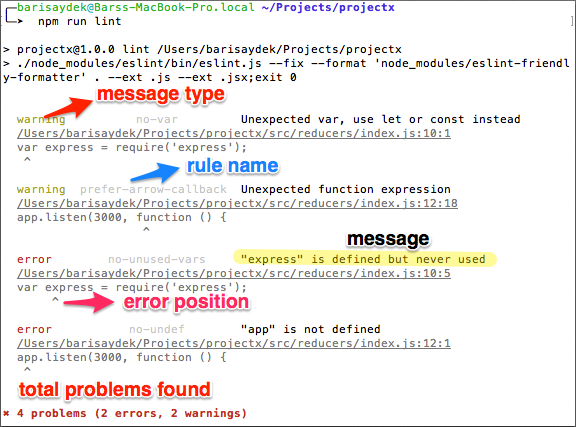 barisaydek@Barss-MacBook-Pro.local ~/Projects/projectx
npm run lint
> projectx@1.0.0 lint /Users/barisaydek/Projects/projectx
> ./node_modules/eslint/bin/eslint.js --fix --format 'node_modules/eslint-friendl
y-formatter' . --ext .js --ext .jsx;exit 0
message type
warning no-var Unexpected var, use let or const instead
/Users/barisaydek/Projects/projectx/src/reducers/index.js:10:1
var express = require('express');
^
rule name
warning prefer-arrow-callback Unexpected function expression
/Users/barisaydek/Projects/projectx/src/reducers/index.js:12:18
app.listen(3000, function () {
^
message
error no-unused-vars "express" is defined but never used
/Users/barisaydek/Projects/projectx/src/reducers/index.js:10:5
var express = require('express');
^
error position
error no-undef "app" is not defined
/Users/barisaydek/Projects/projectx/src/reducers/index.js:12:1
app.listen(3000, function () {
^
total problems found
✖ 4 problems (2 errors, 2 warnings)